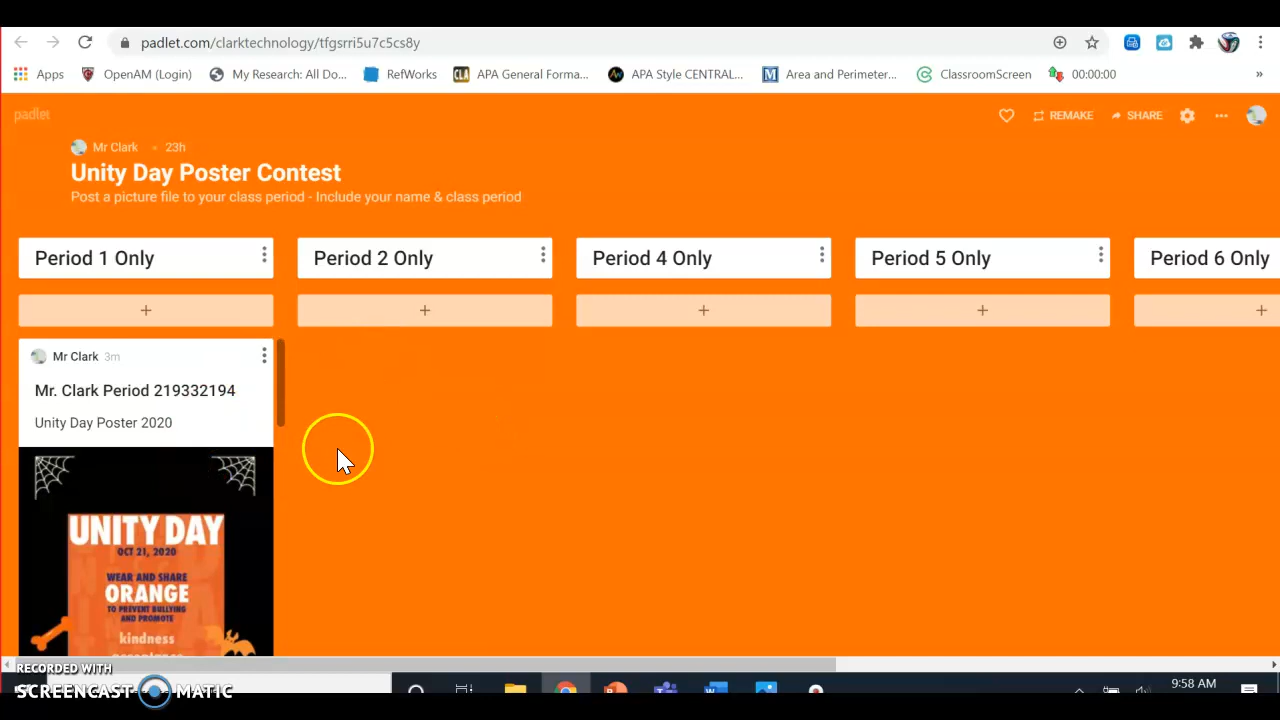 padlet.com/clarktechnology/tfgsrri5u7c5cs8y
Apps OpenAM (Login) My Research: All Do... RefWorks CLA APA General Forma... APA Style CENTRAL... M Area and Perimeter... ClassroomScreen 00:00:00 »
padlet
REMAKE SHARE
Mr Clark • 23h
Unity Day Poster Contest
Post a picture file to your class period - Include your name & class period
Period 1 Only Period 2 Only Period 4 Only Period 5 Only Period 6 Only
+ + + + +
Mr Clark 3m
Mr. Clark Period 219332194
Unity Day Poster 2020
UNITY DAY
OCT 21, 2020
WEAR AND SHARE
ORANGE
TO PREVENT BULLYING
AND PROMOTE
kindness
RECORDED WITH
SCREENCAST MATIC
9:58 AM